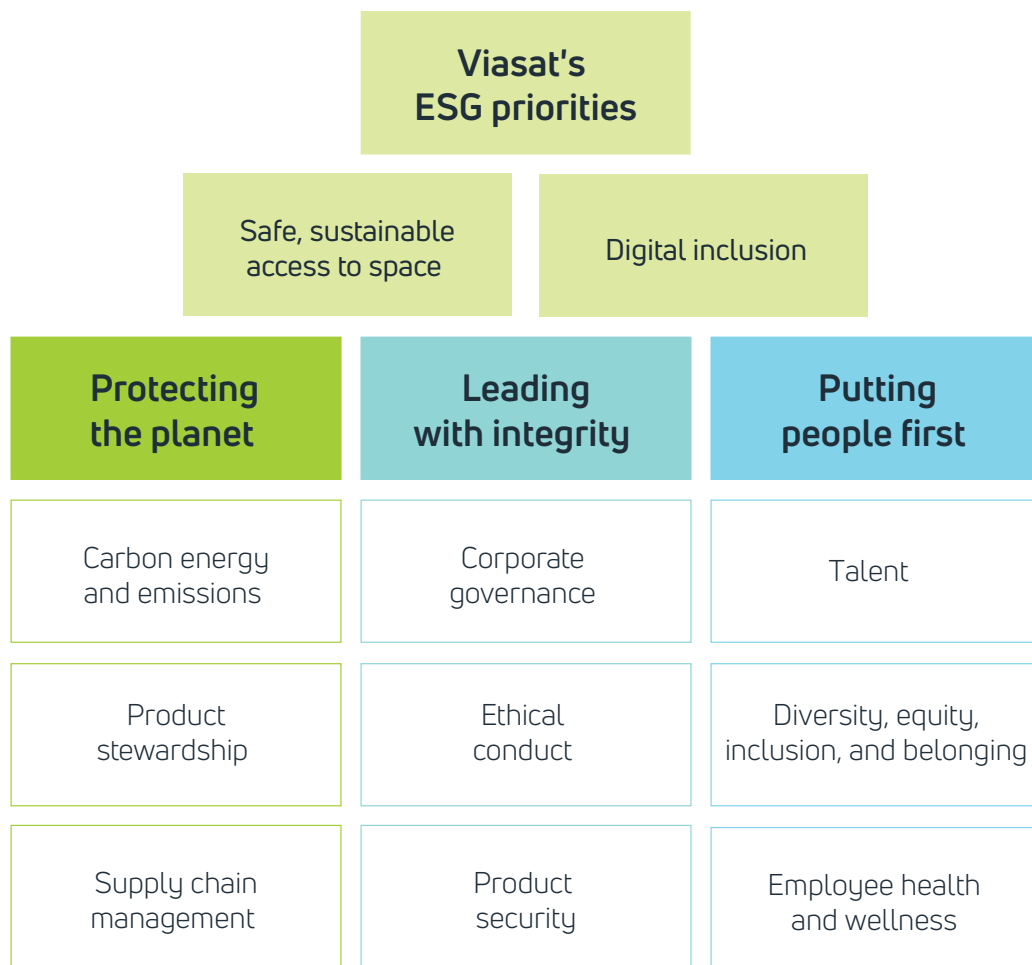 Viasat's
ESG priorities
Safe, sustainable
access to space
Digital inclusion
Protecting
the planet
Leading
with integrity
Putting
people first
Carbon energy
and emissions
Corporate
governance
Talent
Product
stewardship
Ethical
conduct
Diversity, equity,
inclusion, and belonging
Supply chain
management
Product
security
Employee health
and wellness